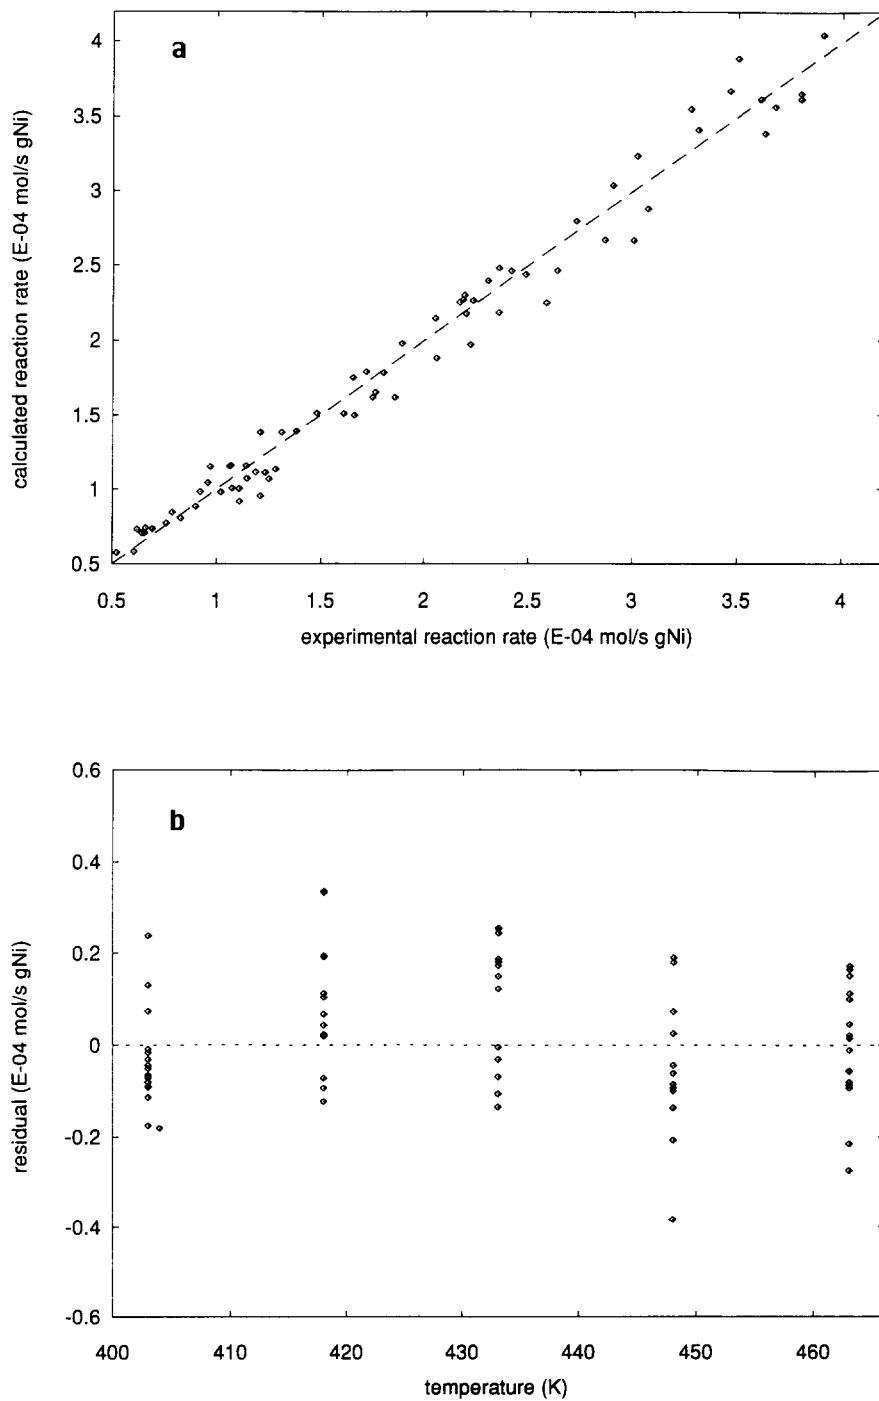 a
4
3.5
3
2.5
2
1.5
1
0.5
calculated reaction rate (E-04 mol/s gNi)
0.5 1 1.5 2 2.5 3 3.5 4
experimental reaction rate (E-04 mol/s gNi)
b
0.6
0.4
0.2
0
-0.2
-0.4
-0.6
residual (E-04 mol/s gNi)
400 410 420 430 440 450 460
temperature (K)